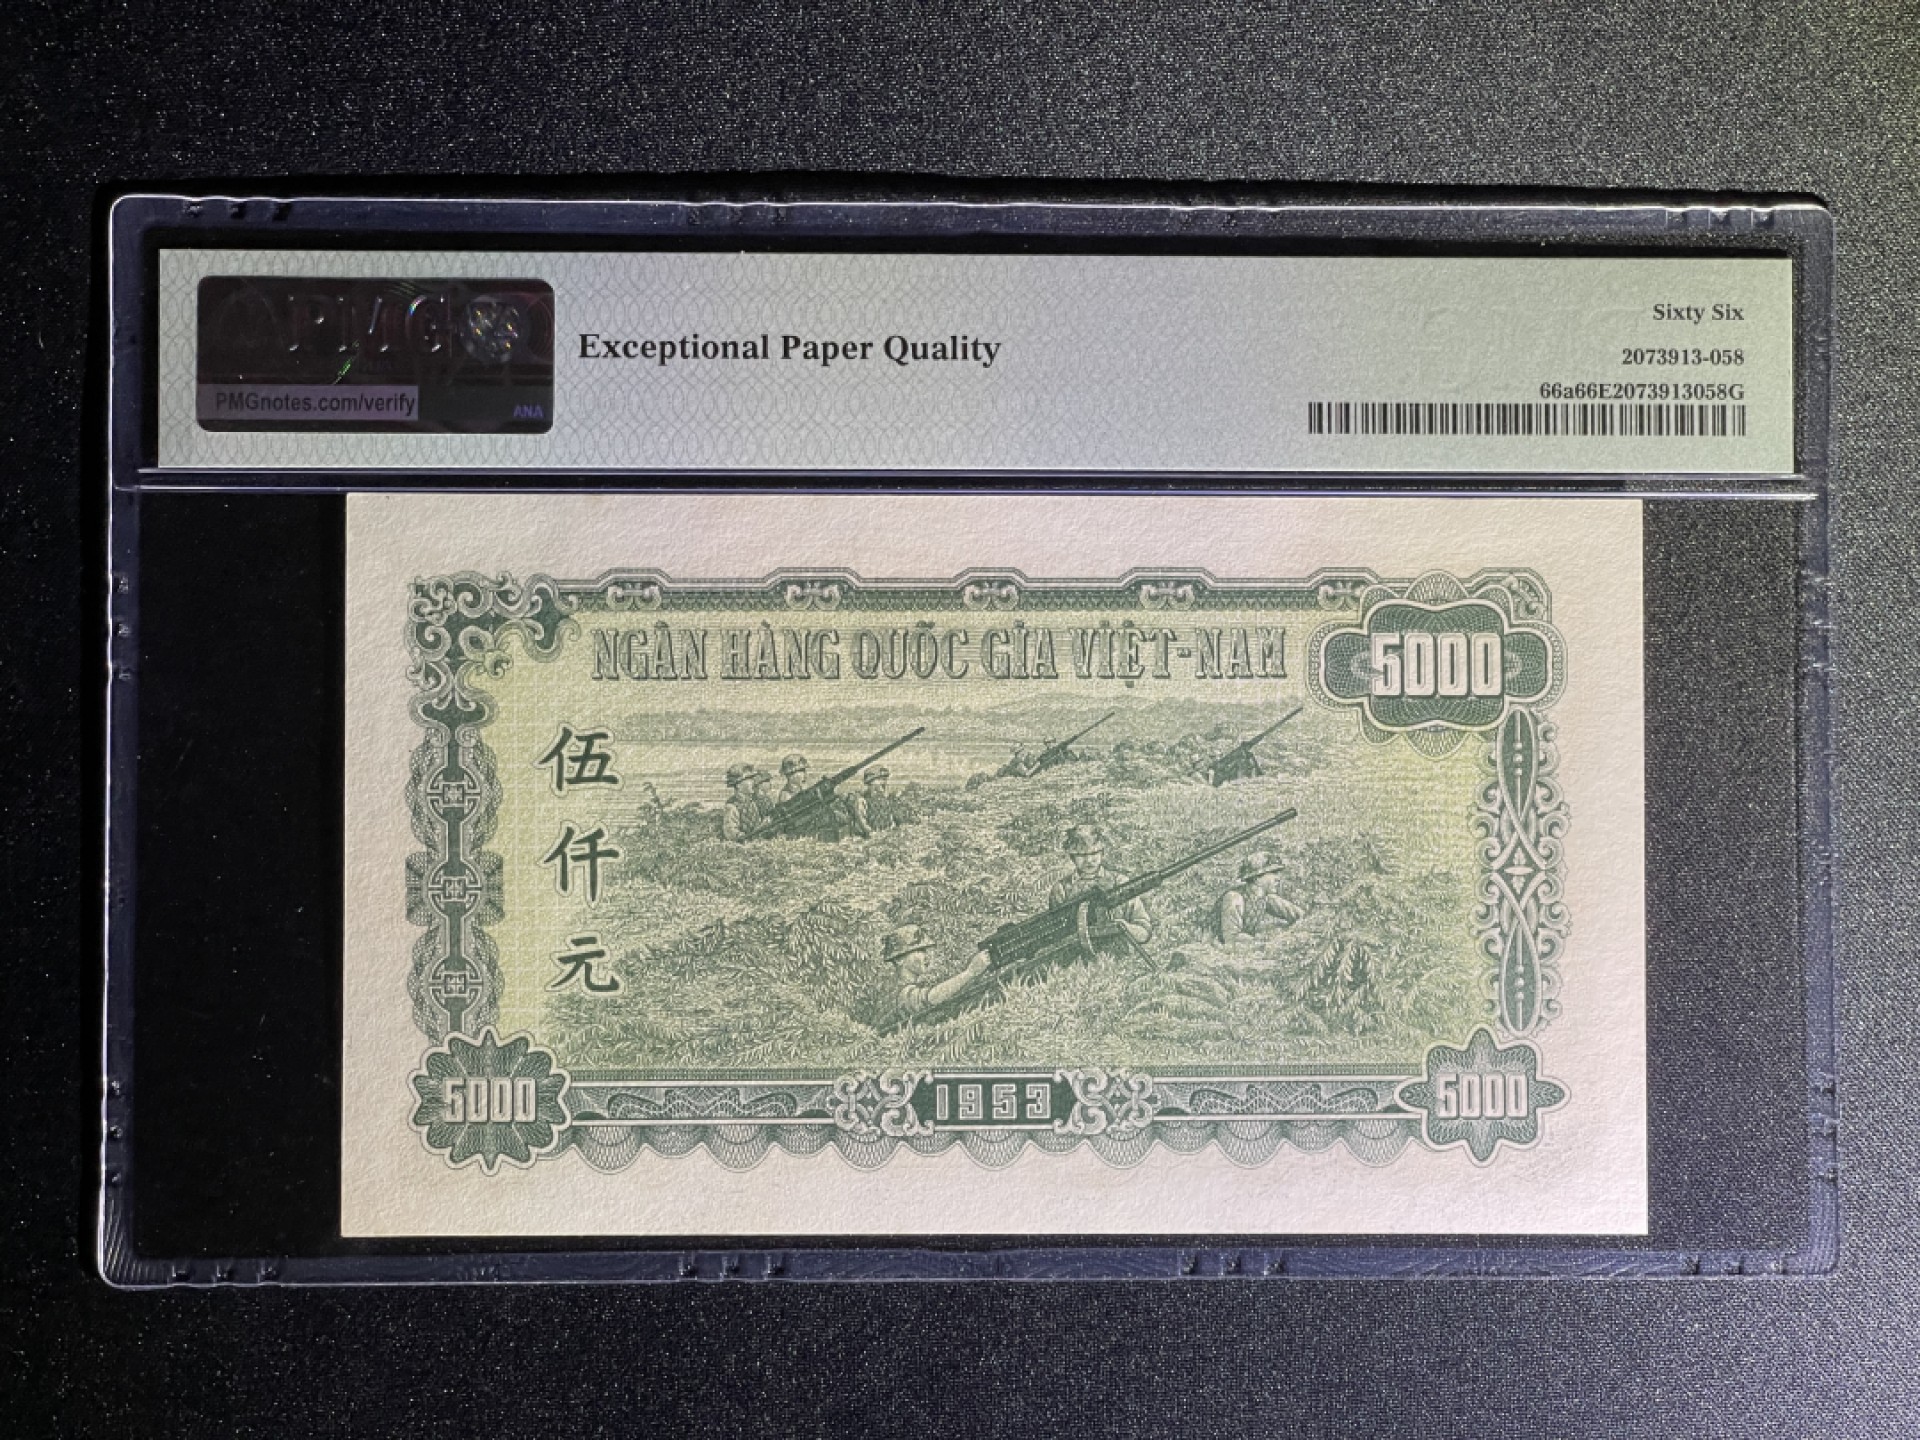 PMG
PMGnotes.com/verify
ANA
Exceptional Paper Quality
Sixty Six
2073913-058
66a66E2073913058G
NGÂN HÀNG QUỐC GIA VIỆT-NAM
5000
伍
仟
元
5000
1953
5000